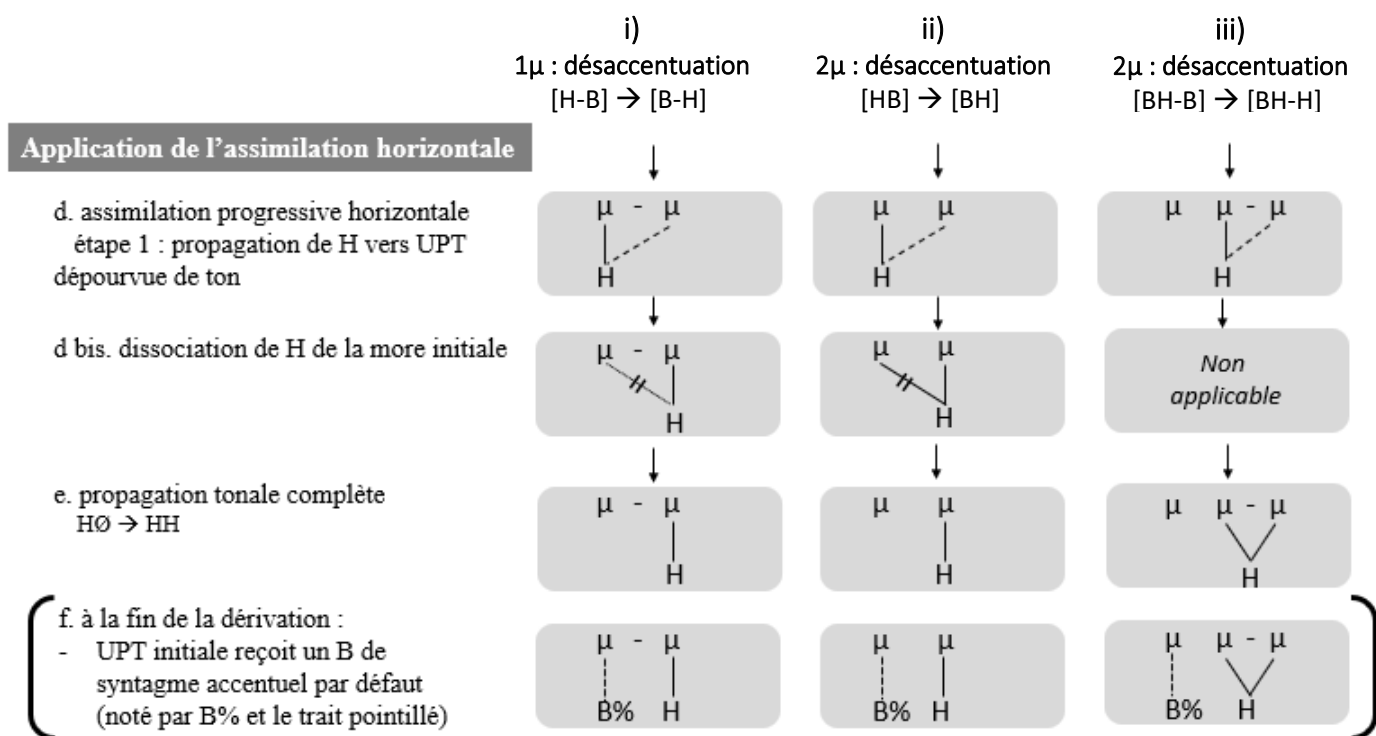 i) ii) iii)
1μ : désaccentuation 2μ : désaccentuation 2μ : désaccentuation
[H-B] → [B-H] [HB] → [BH] [BH-B] → [BH-H]
Application de l’assimilation horizontale
d. assimilation progressive horizontale
étape 1 : propagation de H vers UPT
dépourvue de ton
μ - μ μ μ μ μ - μ
H H H
d bis. dissociation de H de la more initiale
μ - μ μ μ Non
applicable
H H
e. propagation tonale complète
HØ → HH
μ - μ μ μ μ μ - μ
H H H
f. à la fin de la dérivation :
- UPT initiale reçoit un B de
syntagme accentuel par défaut
(noté par B% et le trait pointillé)
μ - μ μ μ μ μ - μ
B% H B% H B% H